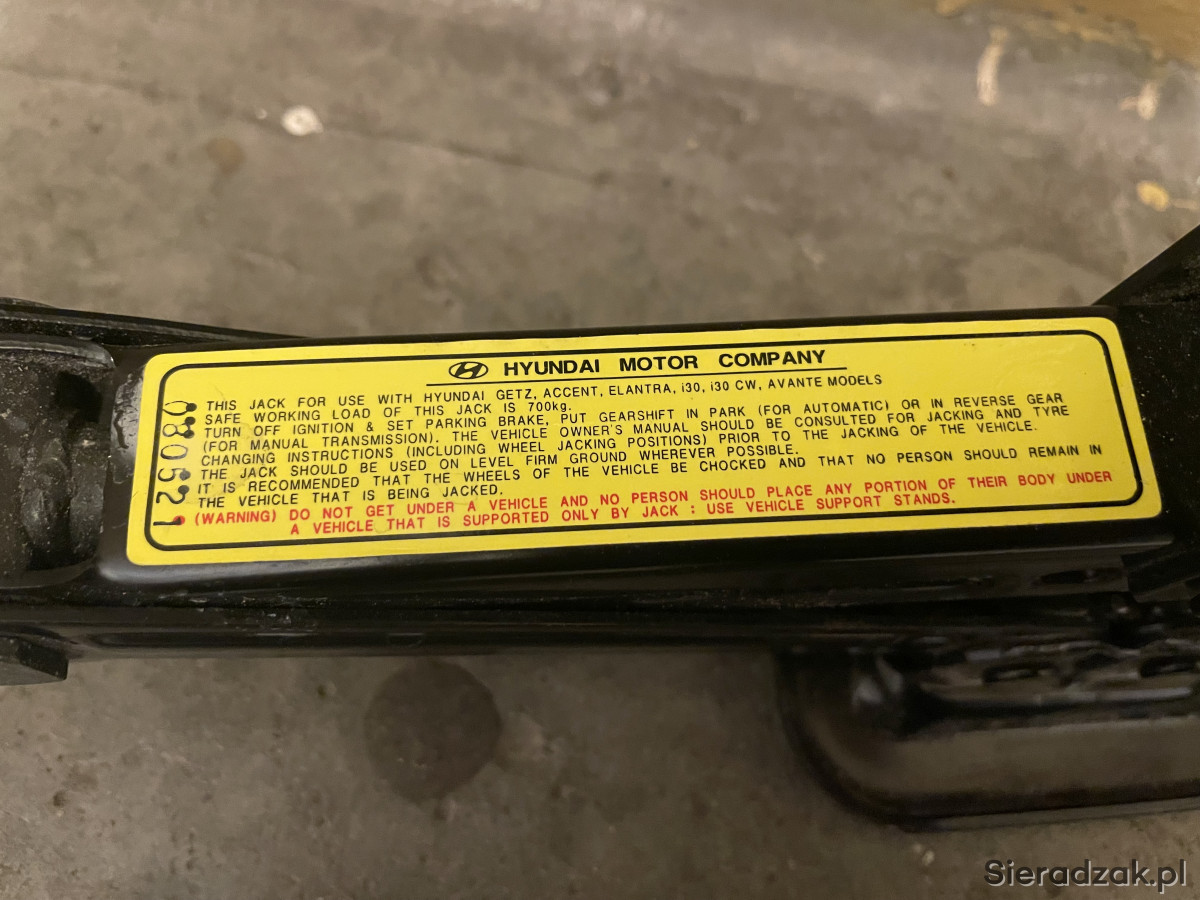 HYUNDAI MOTOR COMPANY
THIS JACK FOR USE WITH HYUNDAI GETZ, ACCENT, ELANTRA, i30, i30 CW, AVANTE MODELS
SAFE WORKING LOAD OF THIS JACK IS 700kg.
TURN OFF IGNITION & SET PARKING BRAKE, PUT GEARSHIFT IN PARK (FOR AUTOMATIC) OR IN REVERSE GEAR
(FOR MANUAL TRANSMISSION). THE VEHICLE OWNER'S MANUAL SHOULD BE CONSULTED FOR JACKING AND TYRE
CHANGING INSTRUCTIONS (INCLUDING WHEEL JACKING POSITIONS) PRIOR TO THE JACKING OF THE VEHICLE.
THE JACK SHOULD BE USED ON LEVEL FIRM GROUND WHEREVER POSSIBLE.
IT IS RECOMMENDED THAT THE WHEELS OF THE VEHICLE BE CHOCKED AND THAT NO PERSON SHOULD REMAIN IN
THE VEHICLE THAT IS BEING JACKED.
(WARNING) DO NOT GET UNDER A VEHICLE AND NO PERSON SHOULD PLACE ANY PORTION OF THEIR BODY UNDER
A VEHICLE THAT IS SUPPORTED ONLY BY JACK : USE VEHICLE SUPPORT STANDS.
080521
Sieradzak.pl